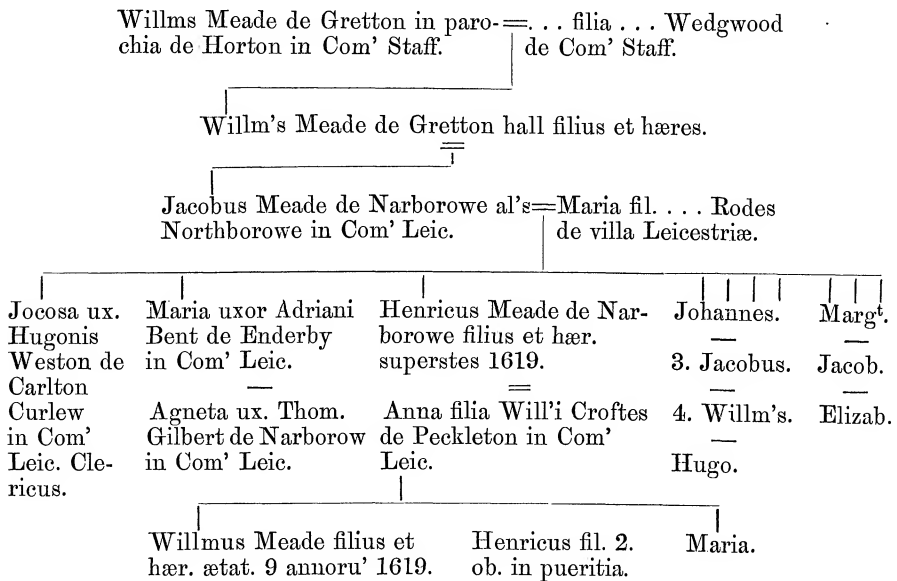 Willms Meade de Gretton in paro-=. . . filia . . . Wedgwood
chia de Horton in Com’ Staff. de Com’ Staff.
Willm’s Meade de Gretton hall filius et hæres.
=
Jacobus Meade de Narborowe al’s=Maria fil. . . . Rodes
Northborowe in Com’ Leic. de villa Leicestriæ.
Jocosa ux.
Hugonis
Weston de
Carlton
Curlew
in Com’
Leic. Cle-
ricus.
Maria uxor Adriani
Bent de Enderby
in Com’ Leic.
—
Agneta ux. Thom.
Gilbert de Narborow
in Com’ Leic.
Henricus Meade de Nar-
borowe filius et hær.
superstes 1619.
=
Anna filia Will’i Croftes
de Peckleton in Com’
Leic.
Johannes.
—
3. Jacobus.
—
4. Willm’s.
—
Hugo.
Margt.
—
Jacob.
—
Elizab.
Willmus Meade filius et
hær. ætat. 9 annoru’ 1619.
Henricus fil. 2.
ob. in pueritia.
Maria.